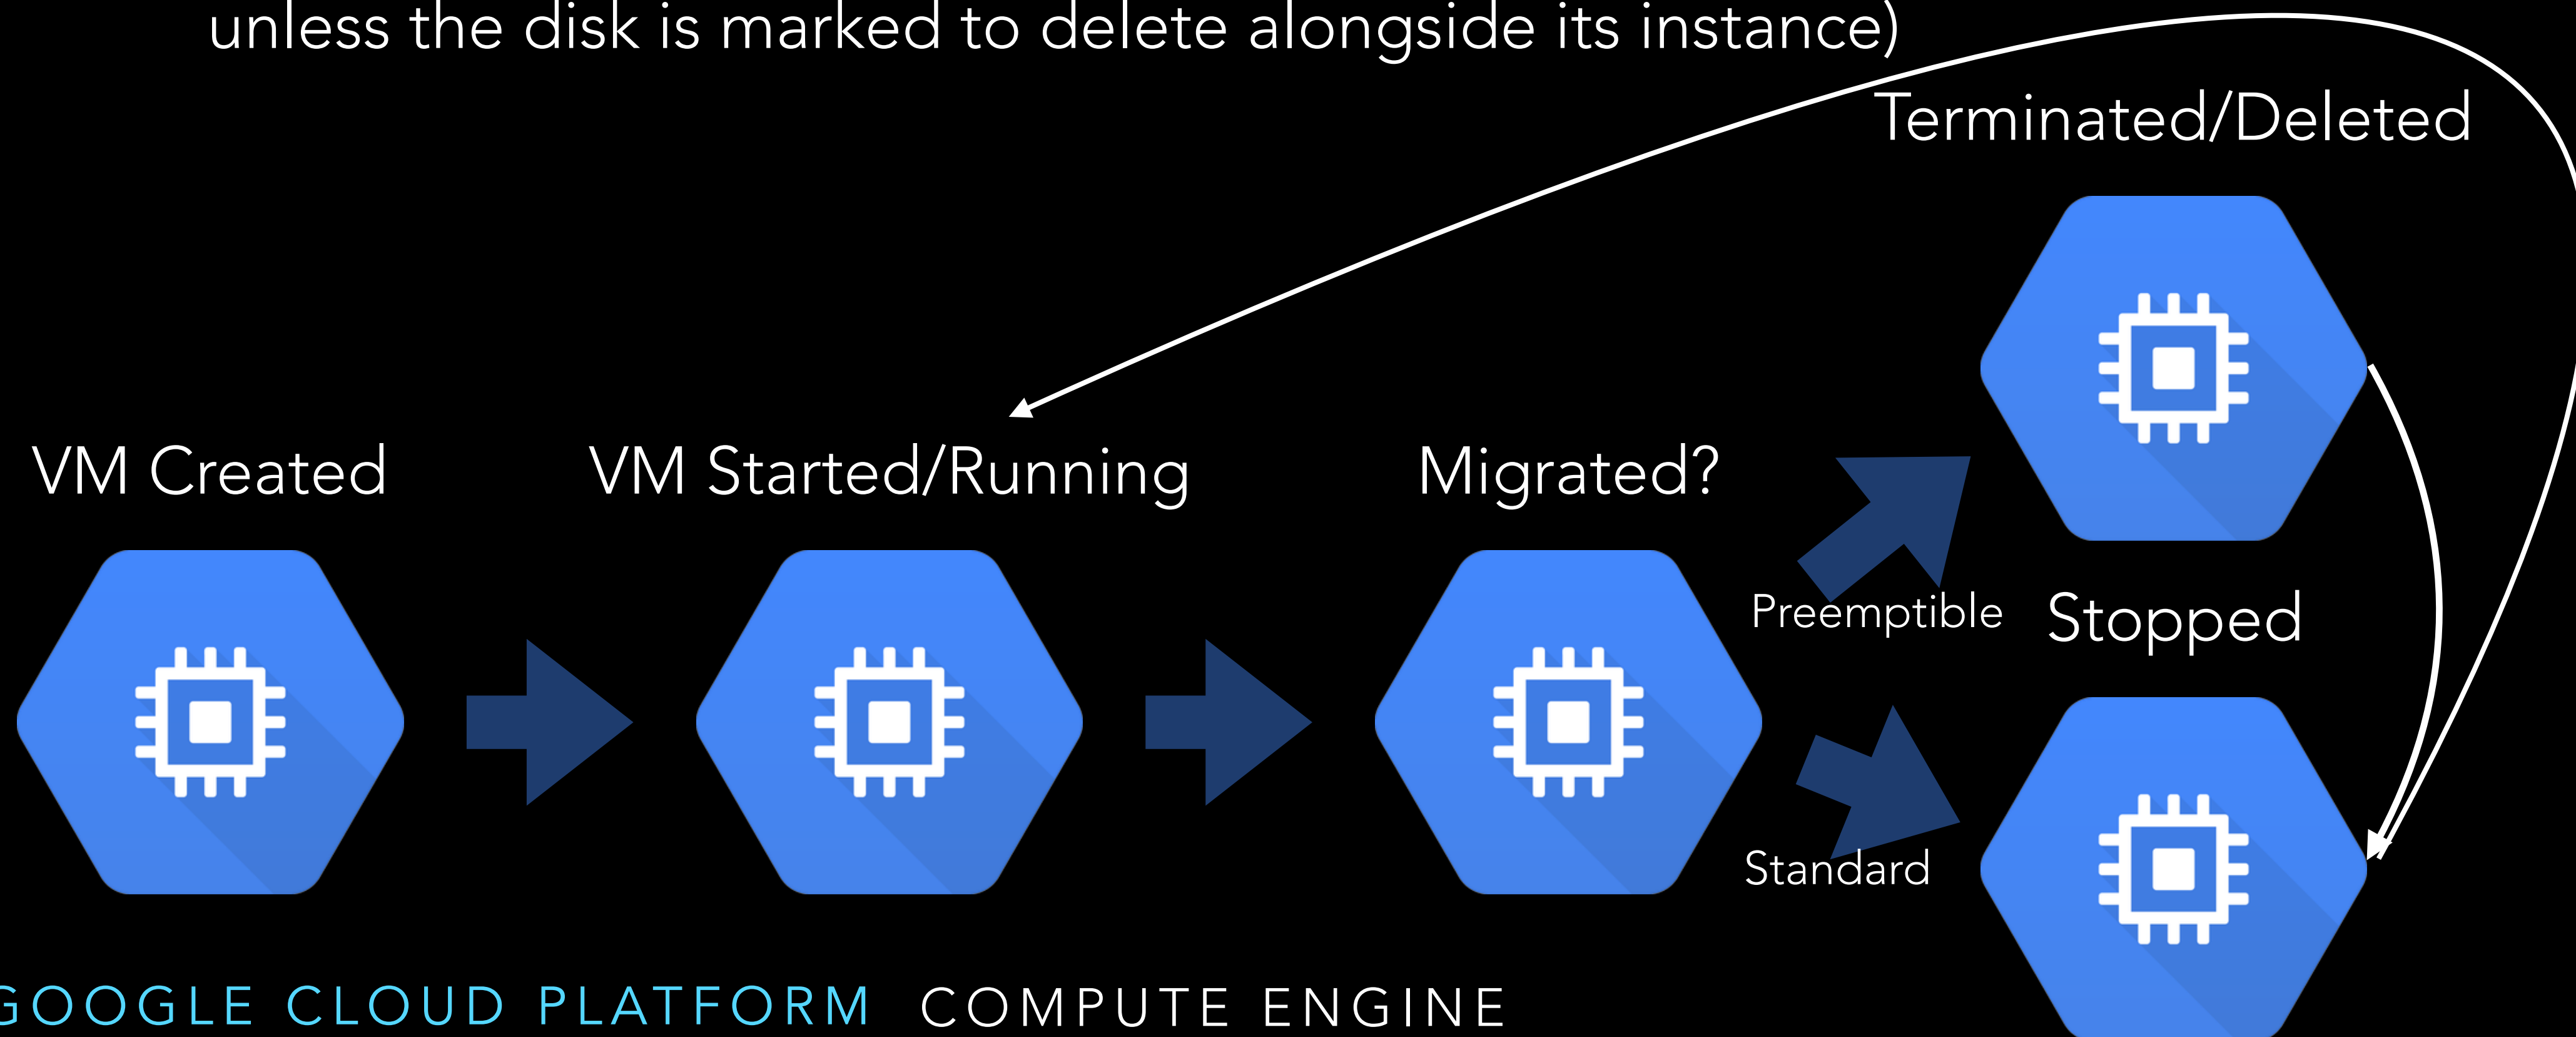 unless the disk is marked to delete alongside its instance)
Terminated/Deleted
VM Created
VM Started/Running
Migrated?
Preemptible
Stopped
Standard
GOOGLE CLOUD PLATFORM COMPUTE ENGINE